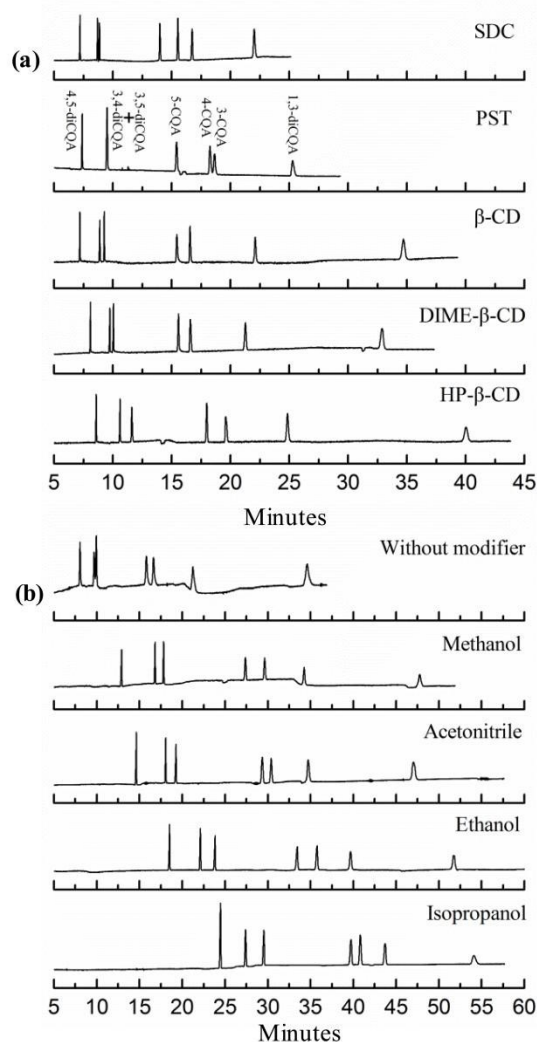 (a)
SDC
PST
4,5-diCQA
3,4-diCQA
+
3,5-diCQA
5-CQA
4-CQA
3-CQA
1,3-diCQA
β-CD
DIME-β-CD
HP-β-CD
5 10 15 20 25 30 35 40 45
Minutes
(b)
Without modifier
Methanol
Acetonitrile
Ethanol
Isopropanol
5 10 15 20 25 30 35 40 45 50 55 60
Minutes